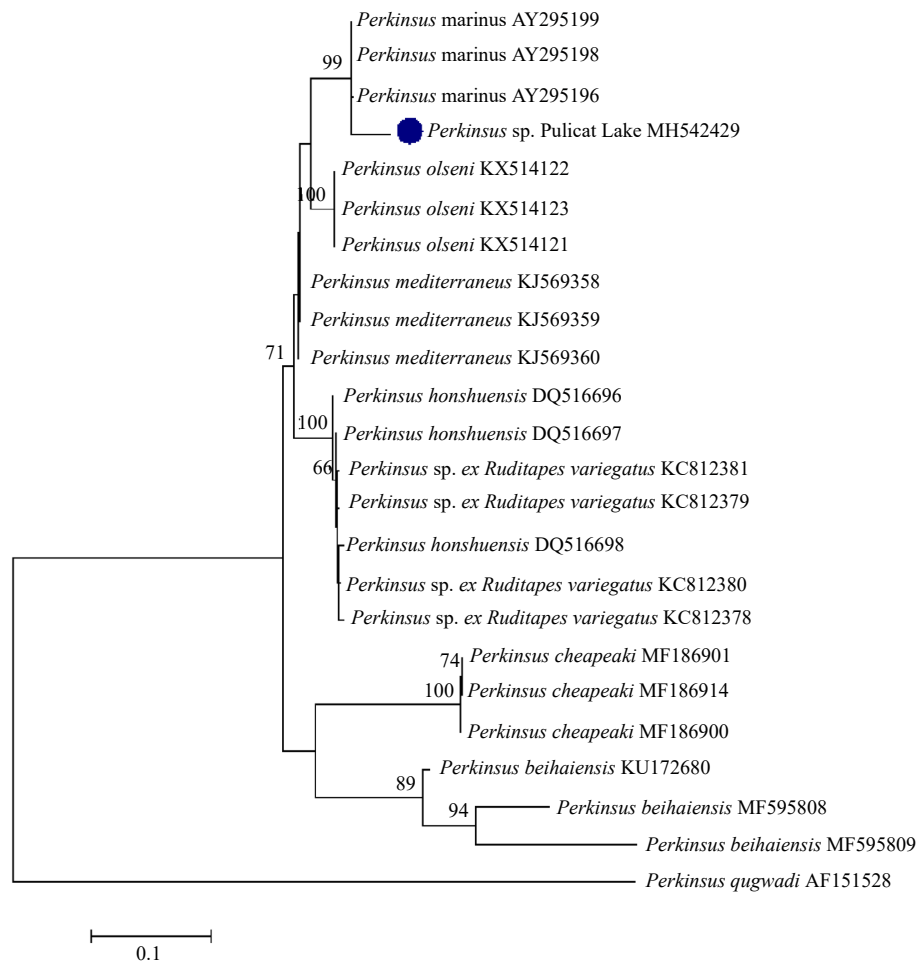 Perkinsus marinus AY295199
Perkinsus marinus AY295198
99
Perkinsus marinus AY295196
Perkinsus sp. Pulicat Lake MH542429
Perkinsus olseni KX514122
100
Perkinsus olseni KX514123
Perkinsus olseni KX514121
Perkinsus mediterraneus KJ569358
Perkinsus mediterraneus KJ569359
71
Perkinsus mediterraneus KJ569360
Perkinsus honshuensis DQ516696
100
Perkinsus honshuensis DQ516697
66
Perkinsus sp. ex Ruditapes variegatus KC812381
Perkinsus sp. ex Ruditapes variegatus KC812379
Perkinsus honshuensis DQ516698
Perkinsus sp. ex Ruditapes variegatus KC812380
Perkinsus sp. ex Ruditapes variegatus KC812378
74
Perkinsus cheapeaki MF186901
100
Perkinsus cheapeaki MF186914
Perkinsus cheapeaki MF186900
Perkinsus beihaiensis KU172680
89
Perkinsus beihaiensis MF595808
94
Perkinsus beihaiensis MF595809
Perkinsus qugwadi AF151528
0.1